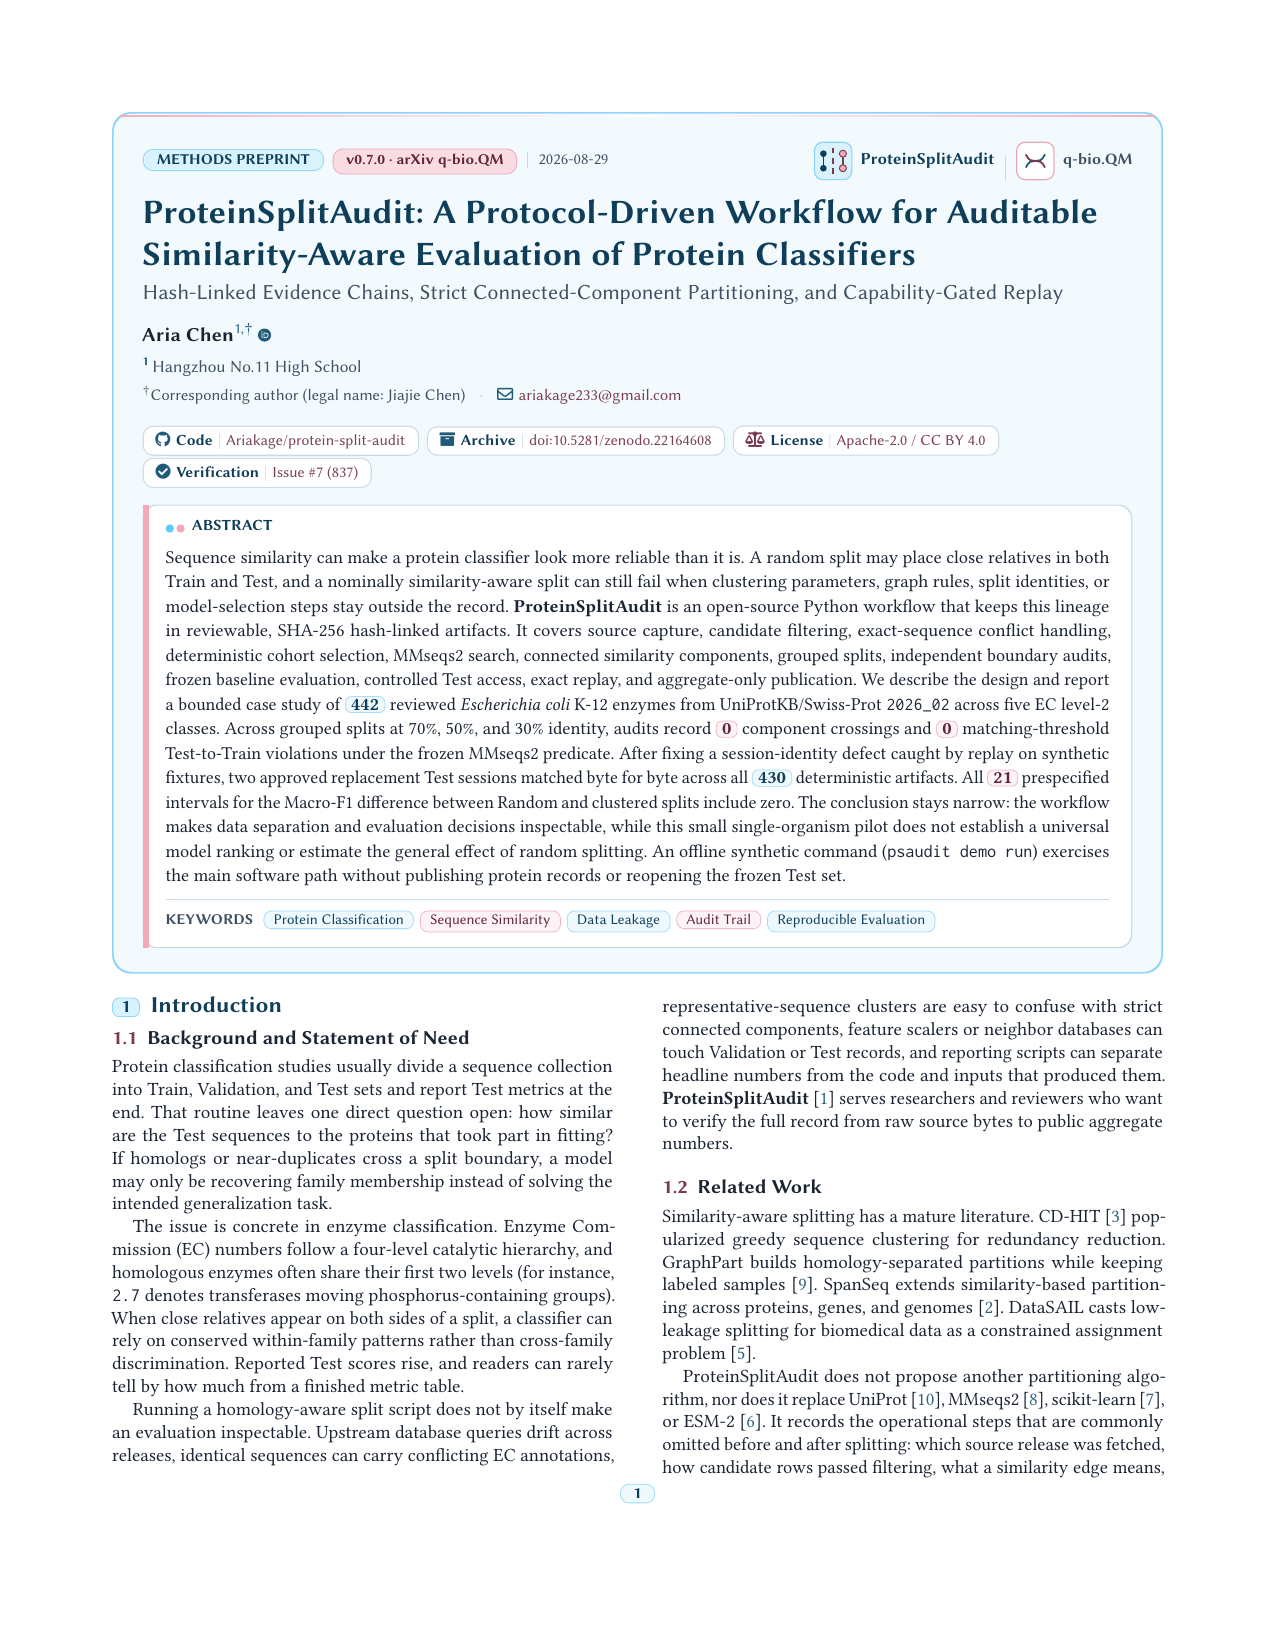 METHODS PREPRINT v0.7.0 · arXiv q-bio.QM 2026-08-29 ProteinSplitAudit q-bio.QM
ProteinSplitAudit: A Protocol-Driven Workflow for Auditable
Similarity-Aware Evaluation of Protein Classifiers
Hash-Linked Evidence Chains, Strict Connected-Component Partitioning, and Capability-Gated Replay
Aria Chen1,† iD
1 Hangzhou No.11 High School
†Corresponding author (legal name: Jiajie Chen) · ariakage233@gmail.com
Code Ariakage/protein-split-audit Archive doi:10.5281/zenodo.22164608 License Apache-2.0 / CC BY 4.0
Verification Issue #7 (837)
ABSTRACT
Sequence similarity can make a protein classifier look more reliable than it is. A random split may place close relatives in both
Train and Test, and a nominally similarity-aware split can still fail when clustering parameters, graph rules, split identities, or
model-selection steps stay outside the record. ProteinSplitAudit is an open-source Python workflow that keeps this lineage
in reviewable, SHA-256 hash-linked artifacts. It covers source capture, candidate filtering, exact-sequence conflict handling,
deterministic cohort selection, MMseqs2 search, connected similarity components, grouped splits, independent boundary audits,
frozen baseline evaluation, controlled Test access, exact replay, and aggregate-only publication. We describe the design and report
a bounded case study of 442 reviewed Escherichia coli K-12 enzymes from UniProtKB/Swiss-Prot 2026_02 across five EC level-2
classes. Across grouped splits at 70%, 50%, and 30% identity, audits record 0 component crossings and 0 matching-threshold
Test-to-Train violations under the frozen MMseqs2 predicate. After fixing a session-identity defect caught by replay on synthetic
fixtures, two approved replacement Test sessions matched byte for byte across all 430 deterministic artifacts. All 21 prespecified
intervals for the Macro-F1 difference between Random and clustered splits include zero. The conclusion stays narrow: the workflow
makes data separation and evaluation decisions inspectable, while this small single-organism pilot does not establish a universal
model ranking or estimate the general effect of random splitting. An offline synthetic command (psaudit demo run) exercises
the main software path without publishing protein records or reopening the frozen Test set.
KEYWORDS Protein Classification Sequence Similarity Data Leakage Audit Trail Reproducible Evaluation
1 Introduction
1.1 Background and Statement of Need
Protein classification studies usually divide a sequence collection
into Train, Validation, and Test sets and report Test metrics at the
end. That routine leaves one direct question open: how similar
are the Test sequences to the proteins that took part in fitting?
If homologs or near-duplicates cross a split boundary, a model
may only be recovering family membership instead of solving the
intended generalization task.
The issue is concrete in enzyme classification. Enzyme Com-
mission (EC) numbers follow a four-level catalytic hierarchy, and
homologous enzymes often share their first two levels (for instance,
2.7 denotes transferases moving phosphorus-containing groups).
When close relatives appear on both sides of a split, a classifier can
rely on conserved within-family patterns rather than cross-family
discrimination. Reported Test scores rise, and readers can rarely
tell by how much from a finished metric table.
Running a homology-aware split script does not by itself make
an evaluation inspectable. Upstream database queries drift across
releases, identical sequences can carry conflicting EC annotations,
representative-sequence clusters are easy to confuse with strict
connected components, feature scalers or neighbor databases can
touch Validation or Test records, and reporting scripts can separate
headline numbers from the code and inputs that produced them.
ProteinSplitAudit [1] serves researchers and reviewers who want
to verify the full record from raw source bytes to public aggregate
numbers.
1.2 Related Work
Similarity-aware splitting has a mature literature. CD-HIT [3] pop-
ularized greedy sequence clustering for redundancy reduction.
GraphPart builds homology-separated partitions while keeping
labeled samples [9]. SpanSeq extends similarity-based partition-
ing across proteins, genes, and genomes [2]. DataSAIL casts low-
leakage splitting for biomedical data as a constrained assignment
problem [5].
ProteinSplitAudit does not propose another partitioning algo-
rithm, nor does it replace UniProt [10], MMseqs2 [8], scikit-learn [7],
or ESM-2 [6]. It records the operational steps that are commonly
omitted before and after splitting: which source release was fetched,
how candidate rows passed filtering, what a similarity edge means,
1